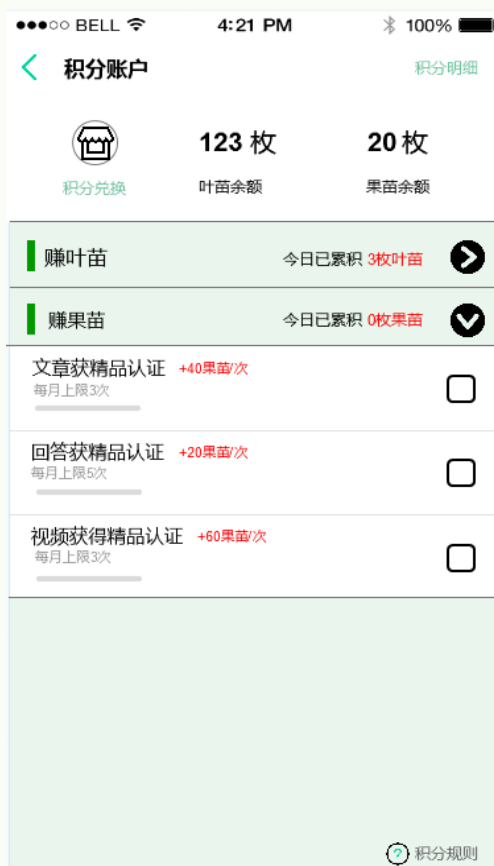 BELL 4:21 PM 100%
积分账户 积分明细
123 枚 20 枚
积分兑换 叶苗余额 果苗余额
赚叶苗 今日已累积 3枚叶苗
赚果苗 今日已累积 0枚果苗
文章获精品认证 +40果苗/次
每月上限3次
回答获精品认证 +20果苗/次
每月上限5次
视频获得精品认证 +60果苗/次
每月上限3次
? 积分规则